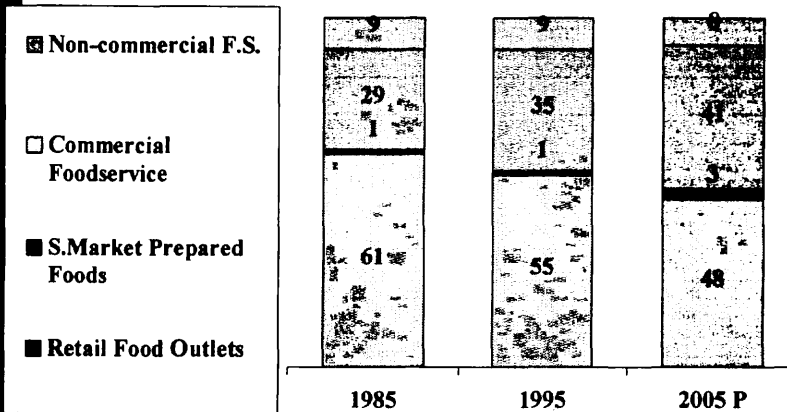 Non-commercial F.S.
Commercial
Foodservice
S.Market Prepared
Foods
Retail Food Outlets
9
29
1
61
1985
9
35
1
55
1995
41
3
48
2005 P